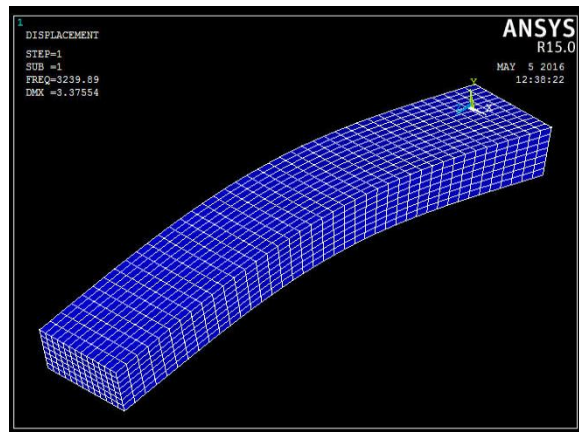 1
DISPLACEMENT
STEP=1
SUB =1
FREQ=3239.89
DMX =3.37554
ANSYS
R15.0
MAY 5 2016
12:38:22
Y
X